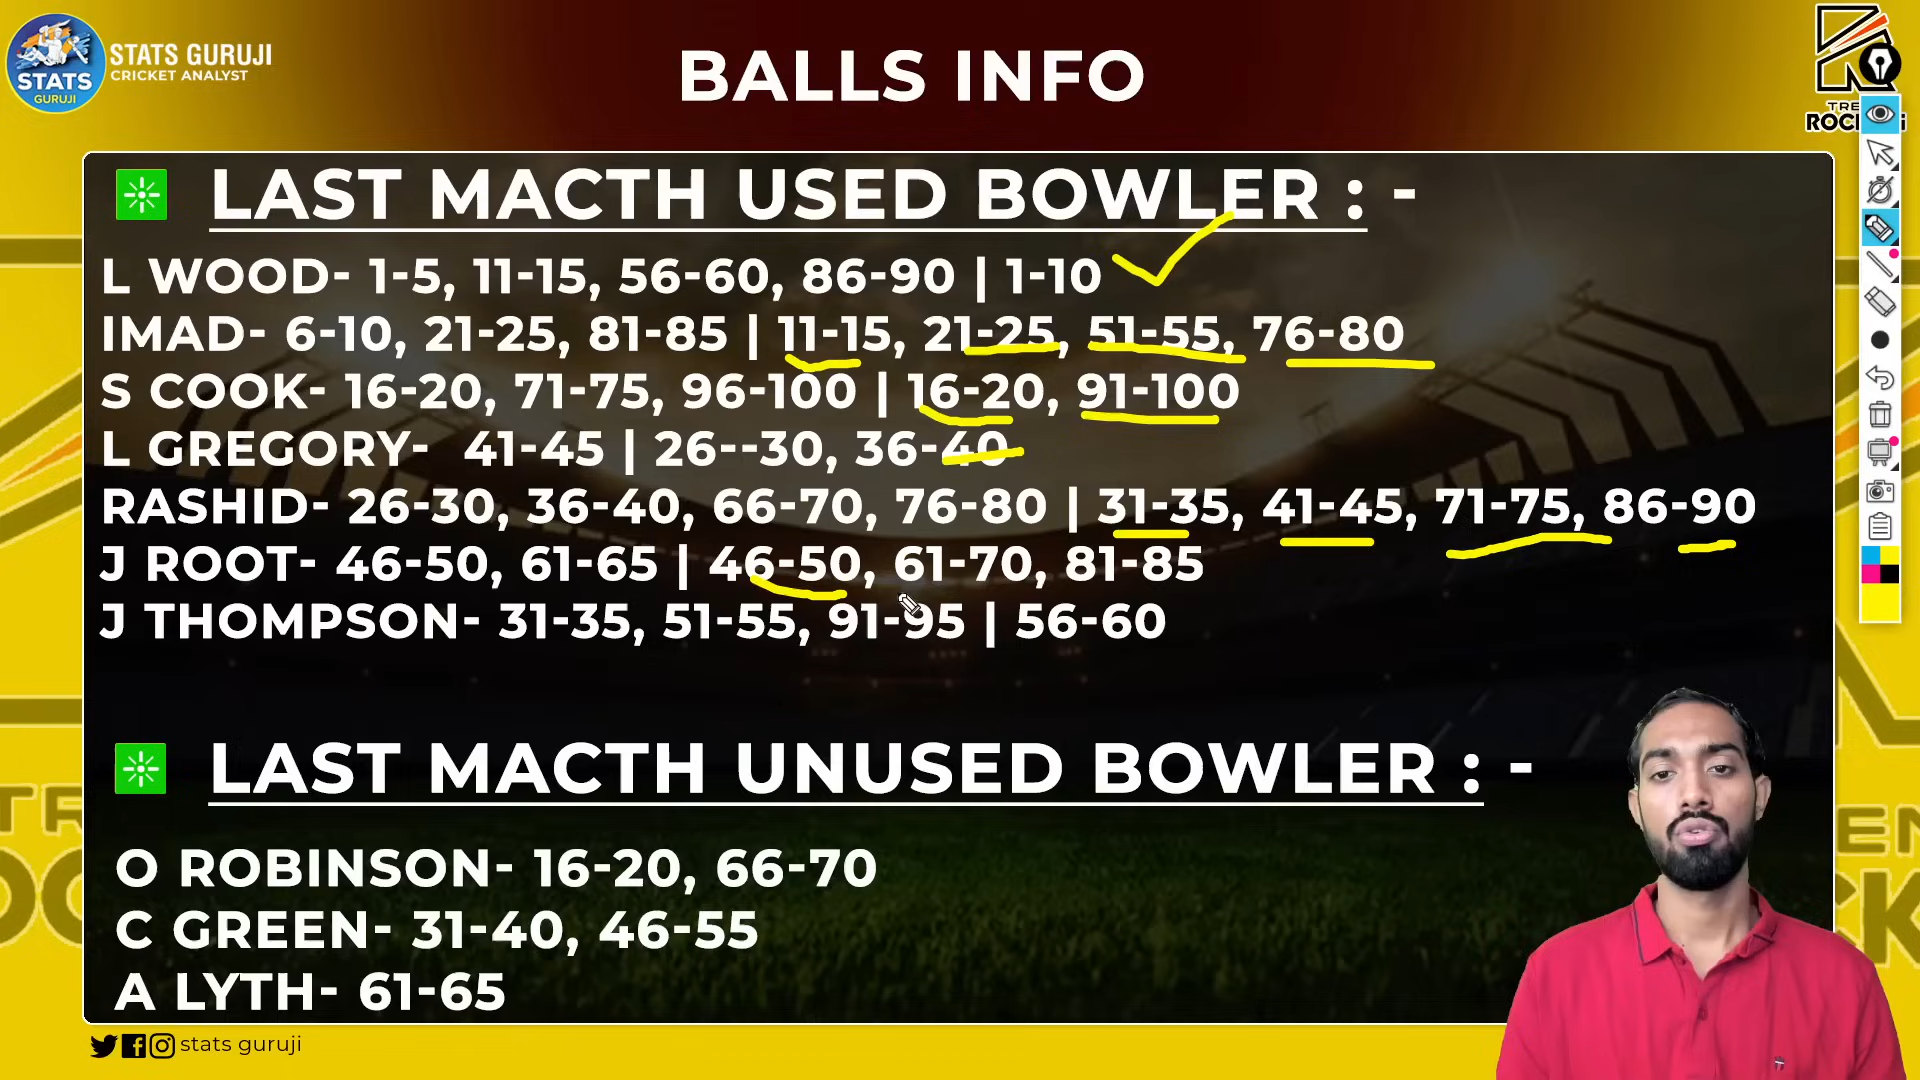 STATS GURUJI
CRICKET ANALYST
STATS
GURUJI
BALLS INFO
LAST MACTH USED BOWLER : -
L WOOD- 1-5, 11-15, 56-60, 86-90 | 1-10
IMAD- 6-10, 21-25, 81-85 | 11-15, 21-25, 51-55, 76-80
S COOK- 16-20, 71-75, 96-100 | 16-20, 91-100
L GREGORY- 41-45 | 26--30, 36-40
RASHID- 26-30, 36-40, 66-70, 76-80 | 31-35, 41-45, 71-75, 86-90
J ROOT- 46-50, 61-65 | 46-50, 61-70, 81-85
J THOMPSON- 31-35, 51-55, 91-95 | 56-60
LAST MACTH UNUSED BOWLER : -
O ROBINSON- 16-20, 66-70
C GREEN- 31-40, 46-55
A LYTH- 61-65
stats guruji